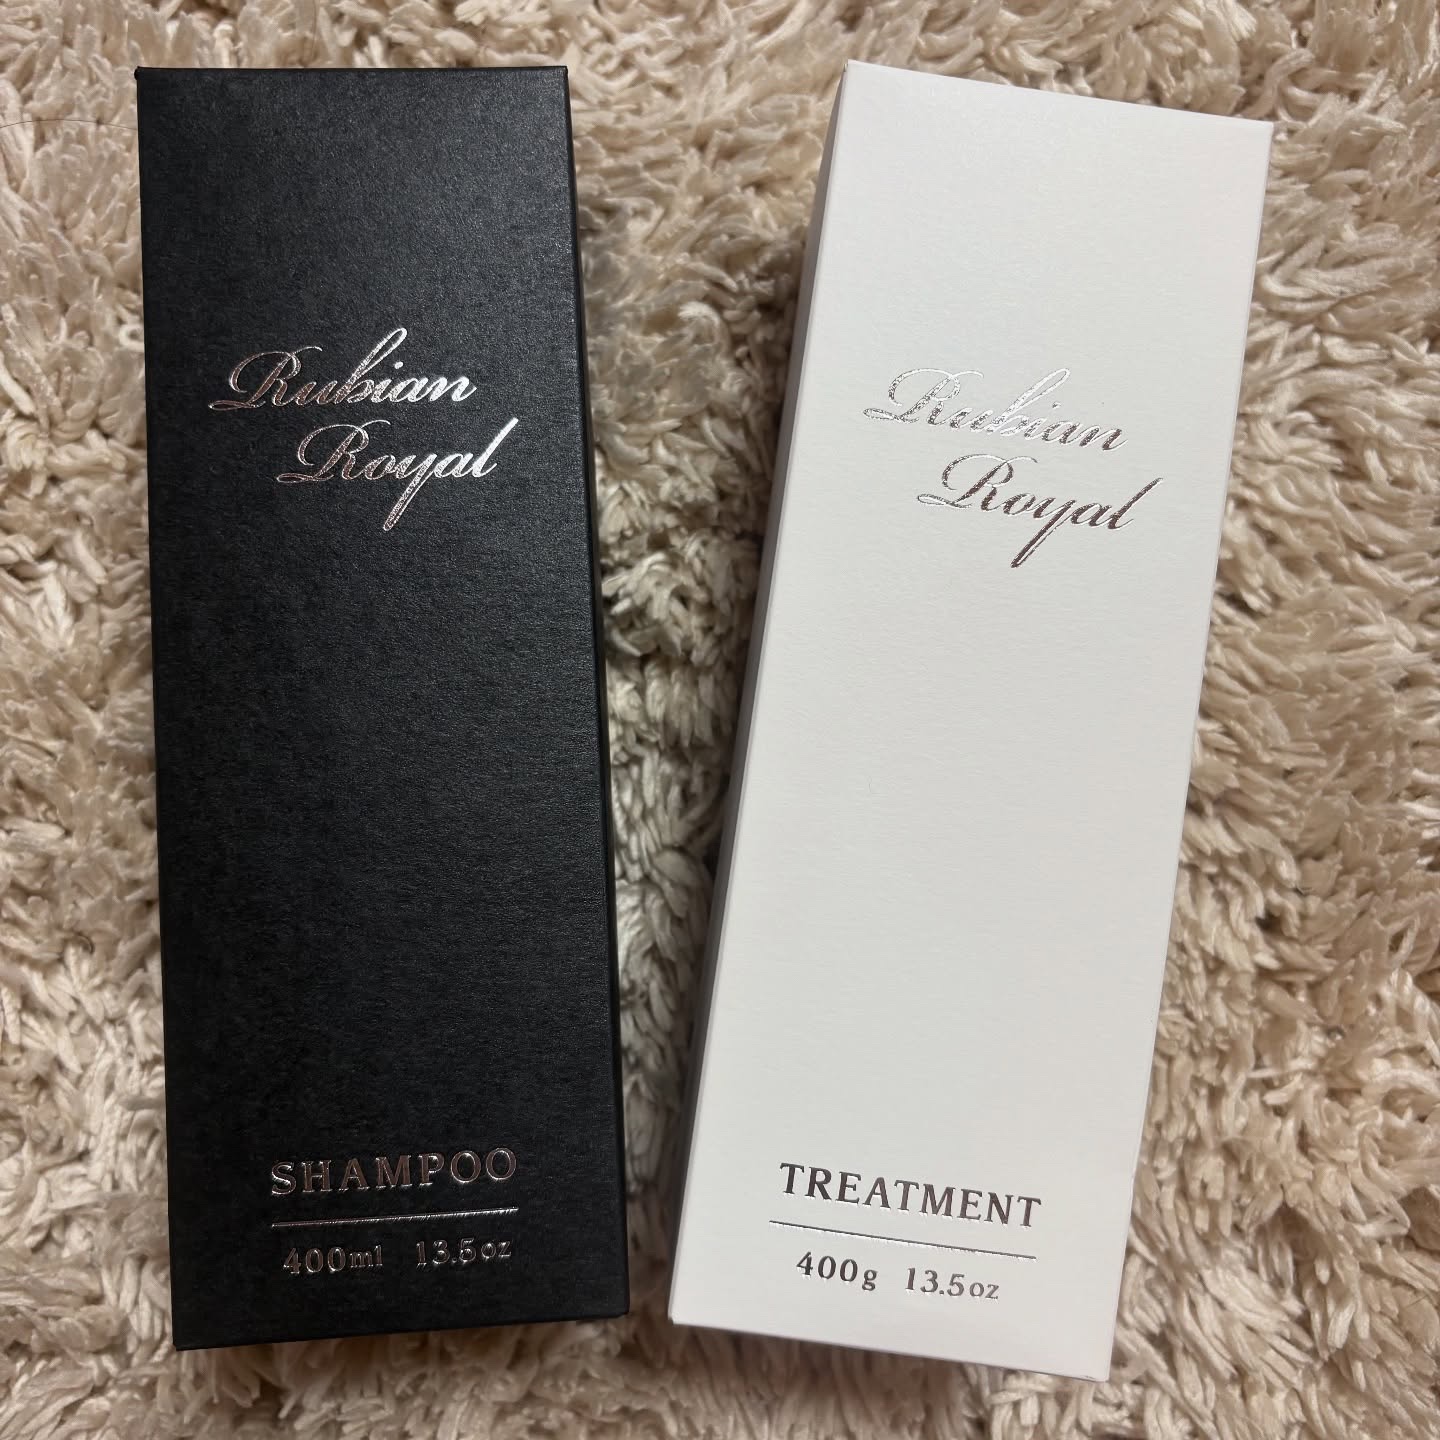 Rubian
Royal
SHAMPOO
400ml 13.5oz
Rubian
Royal
TREATMENT
400g 13.5oz